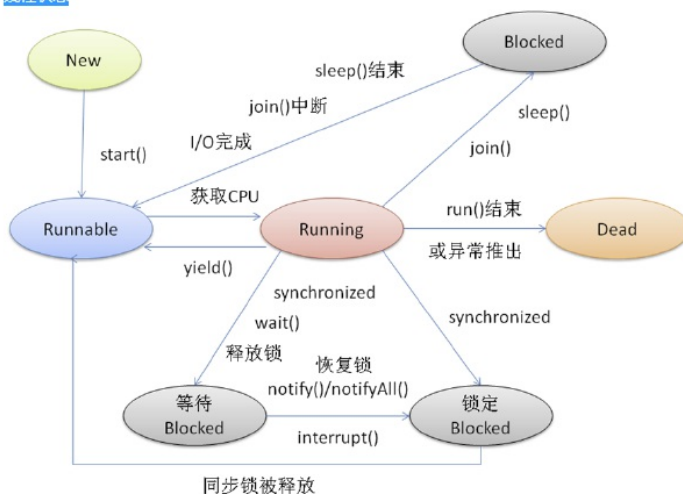 Blocked
New
sleep()结束
join()中断
sleep()
I/O完成
join()
start()
获取CPU
run()结束
Runnable
Running
Dead
或异常推出
yield()
synchronized
synchronized
wait()
释放锁
恢复锁
notify()/notifyAll()
等待
Blocked
锁定
Blocked
interrupt()
同步锁被释放